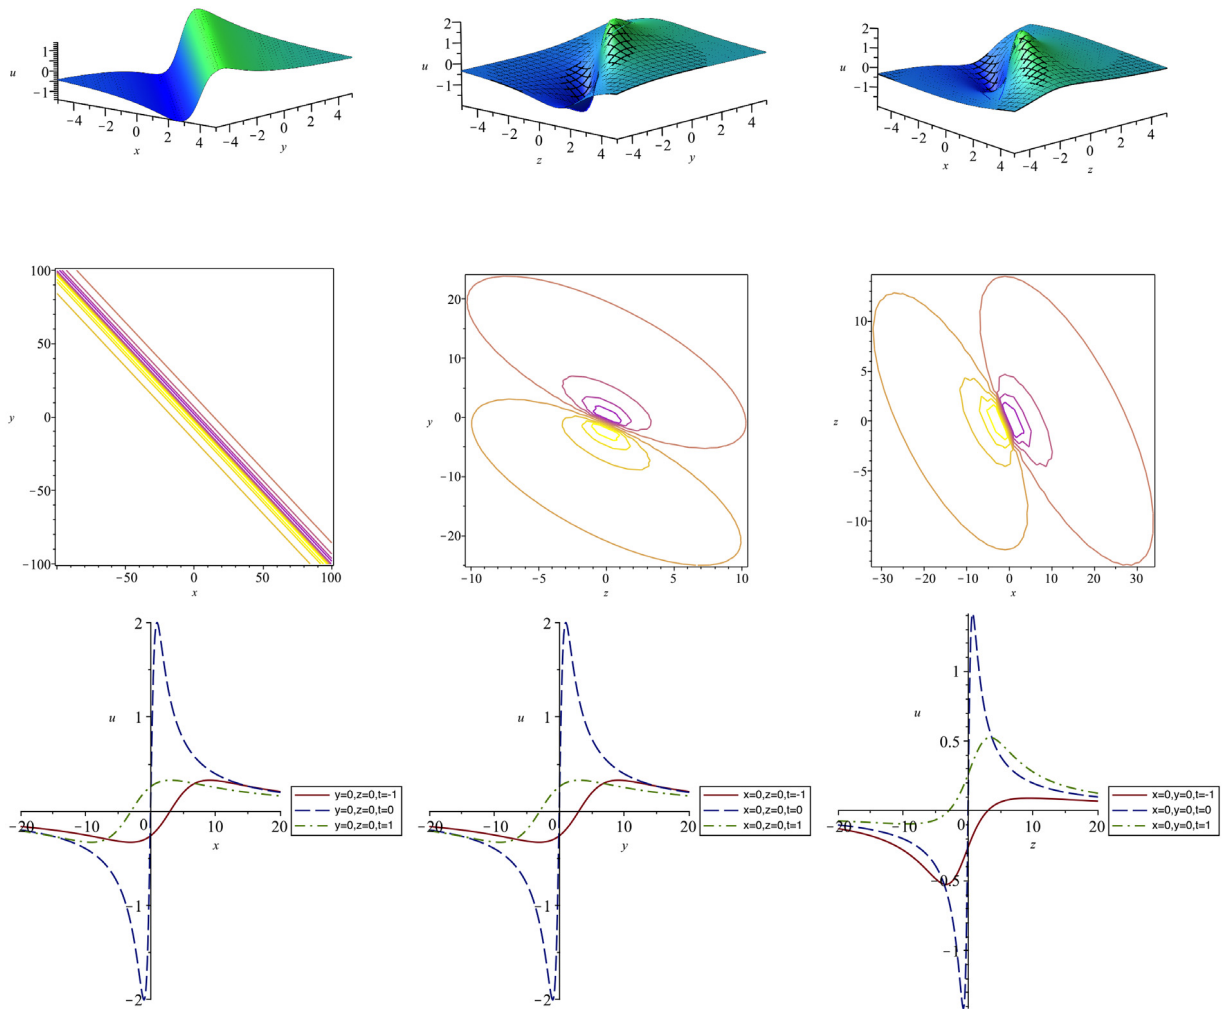 u 1 0 −1 −4 −2 0 2 4 x −4 −2 0 2 4 y
u 2 1 0 −1 −4 −2 0 2 4 z −4 −2 0 2 4 y
u 2 1 0 −1 −4 −2 0 2 4 x −4 −2 0 2 4 z
100
50
y 0
−50
−100
−50 0 50 100
x
20
10
y 0
−10
−20
−10 −5 0 5 10
z
10
5
z 0
−5
−10
−30 −20 −10 0 10 20 30
x
2
u 1
−20 −10 0 10 20
x
−1
−2
y=0,z=0,t=-1
y=0,z=0,t=0
y=0,z=0,t=1
2
u 1
−20 −10 0 10 20
y
−1
−2
x=0,z=0,t=-1
x=0,z=0,t=0
x=0,z=0,t=1
1
u
0.5
−20 −10 0 10 20
z
−0.5
−1
x=0,y=0,t=-1
x=0,y=0,t=0
x=0,y=0,t=1